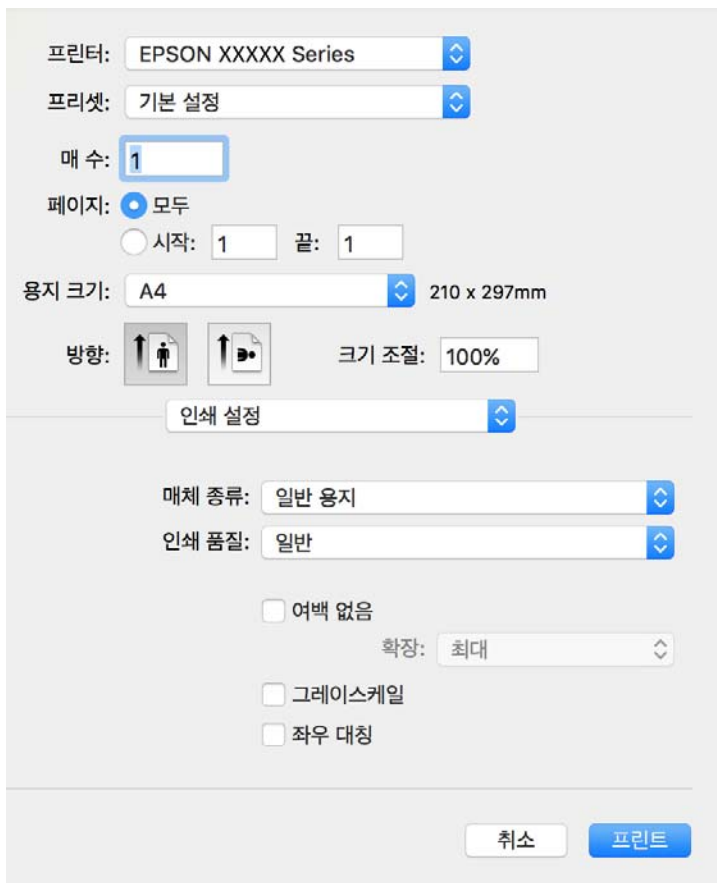 프린터: EPSON XXXXX Series
프리셋: 기본 설정
매 수: 1
페이지: 모두
시작: 1 끝: 1
용지 크기: A4 210 x 297mm
방향: 크기 조절: 100%
인쇄 설정
매체 종류: 일반 용지
인쇄 품질: 일반
여백 없음
확장: 최대
그레이스케일
좌우 대칭
취소 프린트